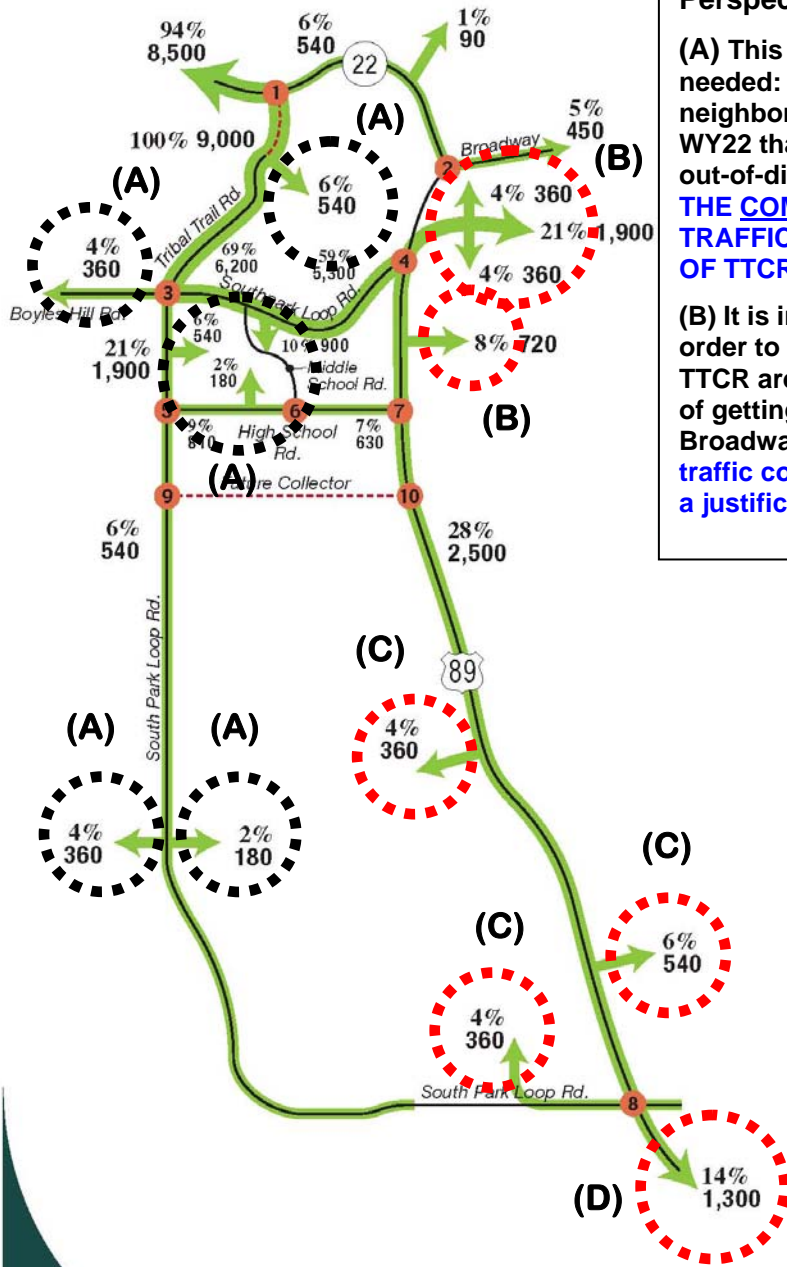 Perspec
(A) This
needed:
neighbor
WY22 tha
out-of-di
THE COM
TRAFFIC
OF TTCR
(B) It is i
order to
TTCR are
of getting
Broadwa
traffic co
a justific
94%
8,500
6%
540
22
1%
90
1
100% 9,000
(A)
5%
450
Broadway
2
(B)
(A)
6%
540
4% 360
21% 1,900
4% 360
4%
360
Tribal Trail Rd.
69%
6,200
59%
5,300
4
3
Southpark Loop Rd.
Boyles Hill Rd.
21%
1,900
6%
540
10% 900
8% 720
2%
180
Middle
School Rd.
(B)
5
6
7
9%
810
High School
Rd.
7%
630
(A)
Future Collector
9
10
6%
540
28%
2,500
South Park Loop Rd.
(C)
89
(A)
(A)
4%
360
4%
360
2%
180
(C)
(C)
6%
540
4%
360
South Park Loop Rd.
8
(D)
14%
1,300